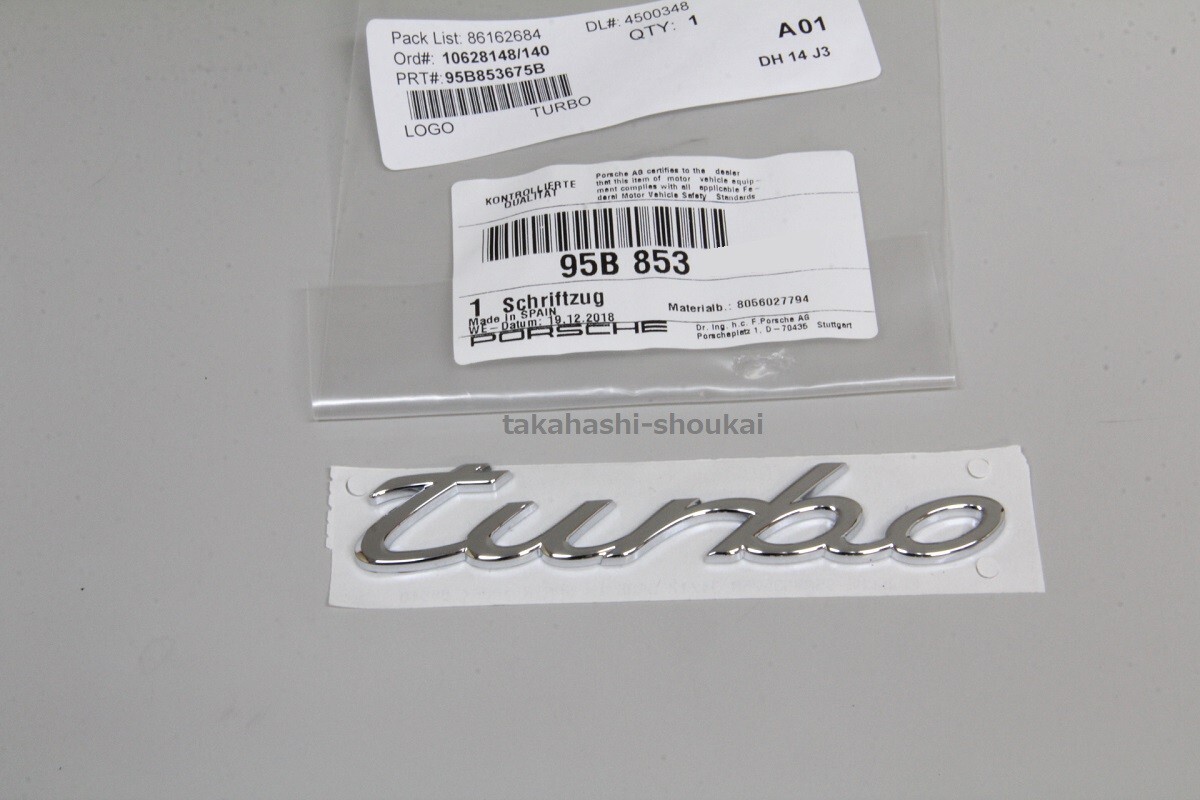 Pack List: 86162684
DL#: 4500348
Ord#: 10628148/140
QTY: 1
A01
PRT#: 95B853675B
DH 14 J3
LOGO TURBO
KONTROLLIERTE
QUALITÄT
Porsche AG certifies to the dealer
that this item of motor vehicle equip-
ment complies with all applicable Fe-
deral Motor Vehicle Safety Standards
95B 853
1 Schriftzug
Materialb.: 8056027794
Made in SPAIN
WE-Datum: 19.12.2018
PORSCHE
Dr. Ing. h.c. F. Porsche AG
Porscheplatz 1, D-70435 Stuttgart
takahashi-shoukai
turbo